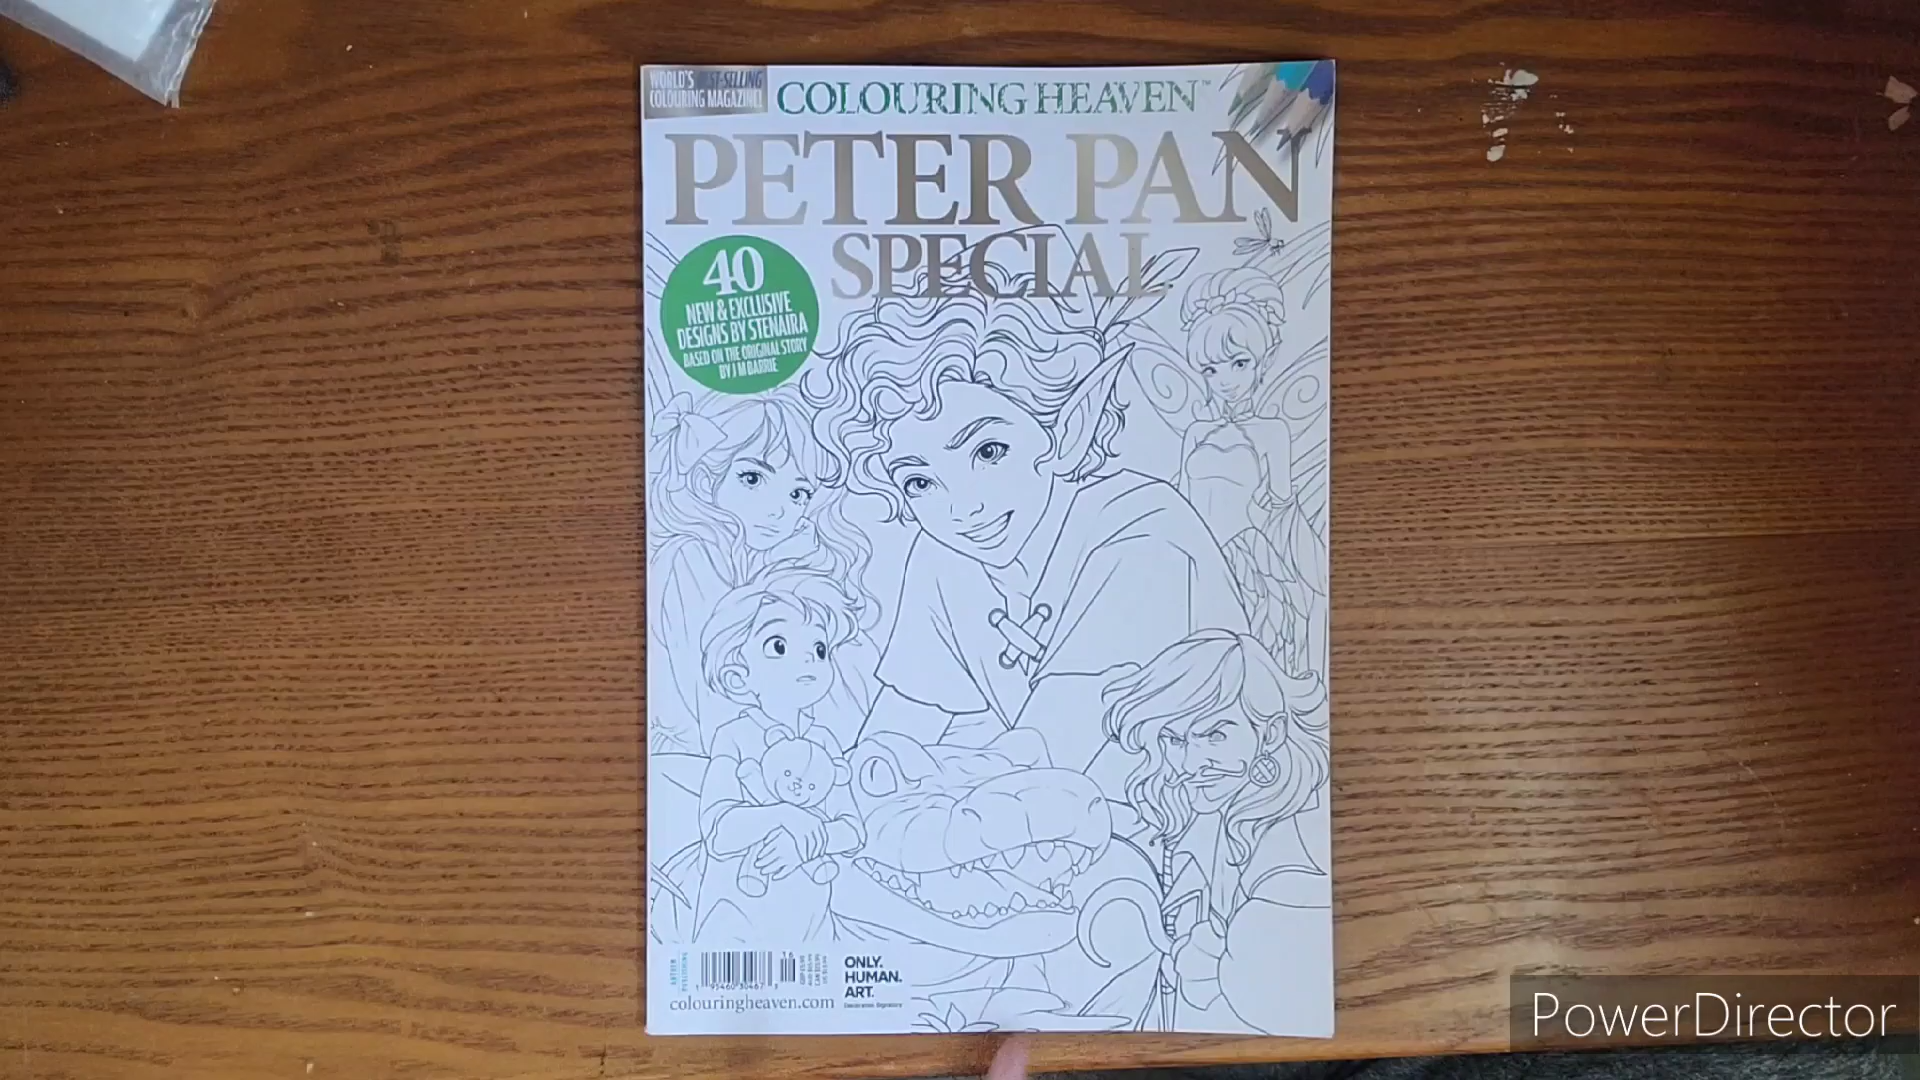 WORLD'S BEST-SELLING
COLOURING MAGAZINE!
COLOURING HEAVEN™
PETER PAN
SPECIAL
40
NEW & EXCLUSIVE
DESIGNS BY STENAIRA
BASED ON THE ORIGINAL STORY
BY J M BARRIE
ONLY.
HUMAN.
ART.
colouringheaven.com
PowerDirector